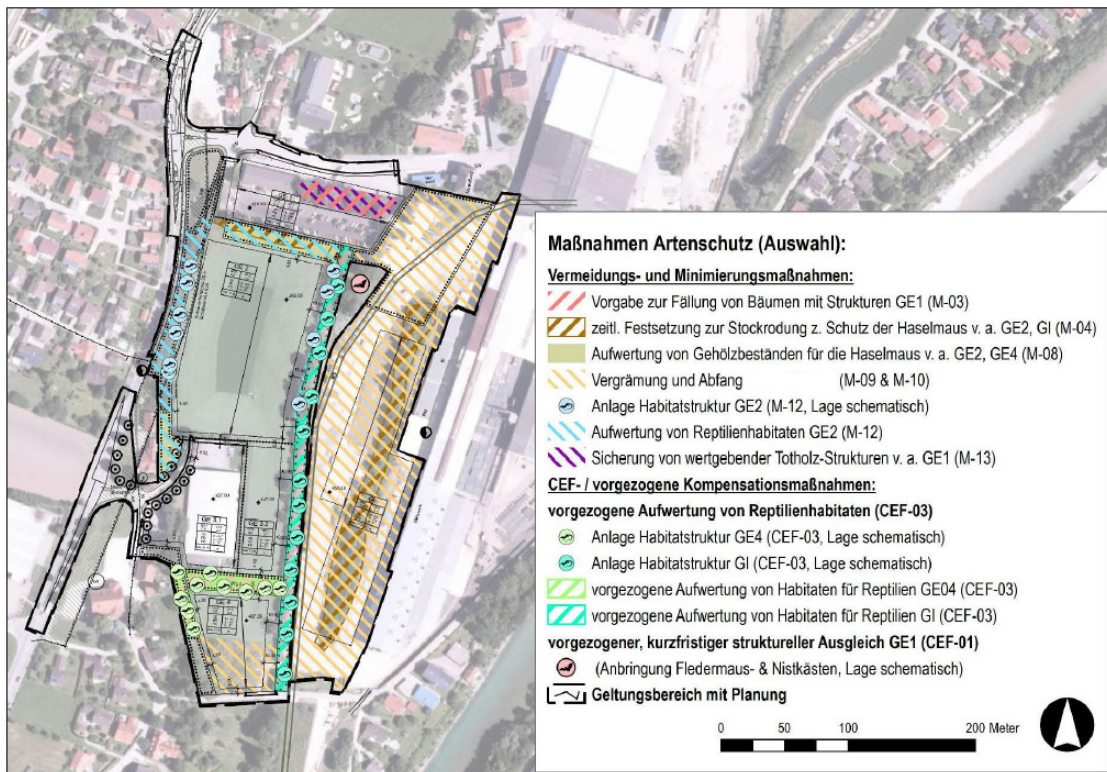 Maßnahmen Artenschutz (Auswahl):
Vermeidungs- und Minimierungsmaßnahmen:
Vorgabe zur Fällung von Bäumen mit Strukturen GE1 (M-03)
zeitl. Festsetzung zur Stockrodung z. Schutz der Haselmaus v. a. GE2, GI (M-04)
Aufwertung von Gehölzbeständen für die Haselmaus v. a. GE2, GE4 (M-08)
Vergrämung und Abfang (M-09 & M-10)
Anlage Habitatstruktur GE2 (M-12, Lage schematisch)
Aufwertung von Reptilienhabitaten GE2 (M-12)
Sicherung von wertgebender Totholz-Strukturen v. a. GE1 (M-13)
CEF- / vorgezogene Kompensationsmaßnahmen:
vorgezogene Aufwertung von Reptilienhabitaten (CEF-03)
Anlage Habitatstruktur GE4 (CEF-03, Lage schematisch)
Anlage Habitatstruktur GI (CEF-03, Lage schematisch)
vorgezogene Aufwertung von Habitaten für Reptilien GE04 (CEF-03)
vorgezogene Aufwertung von Habitaten für Reptilien GI (CEF-03)
vorgezogener, kurzfristiger struktureller Ausgleich GE1 (CEF-01)
(Anbringung Fledermaus- & Nistkästen, Lage schematisch)
Geltungsbereich mit Planung
0 50 100 200 Meter